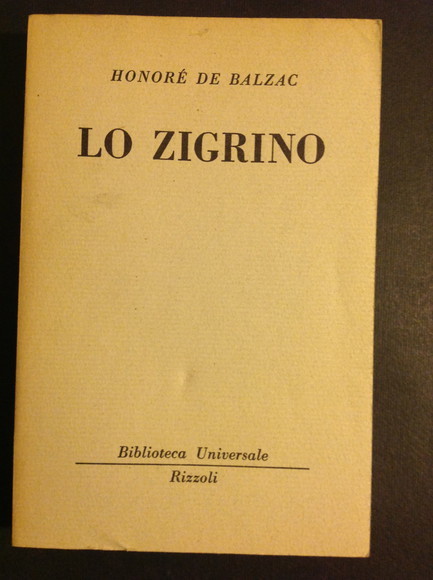 HONORÉ DE BALZAC
LO ZIGRINO
Biblioteca Universale
Rizzoli